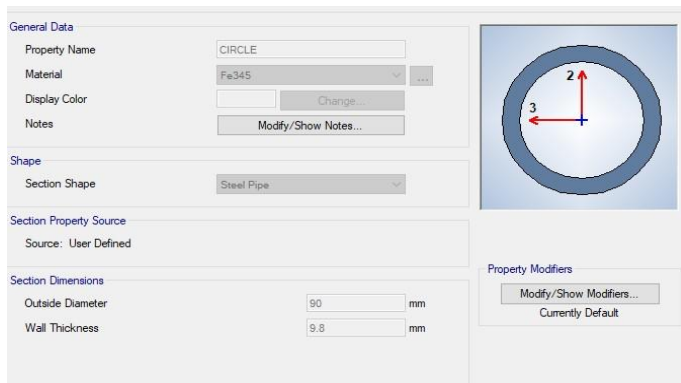 General Data
Property Name CIRCLE
Material Fe345 ...
Display Color Change...
Notes Modify/Show Notes...
Shape
Section Shape Steel Pipe
Section Property Source
Source: User Defined
Section Dimensions
Outside Diameter 90 mm
Wall Thickness 9.8 mm
2
3
Property Modifiers
Modify/Show Modifiers...
Currently Default